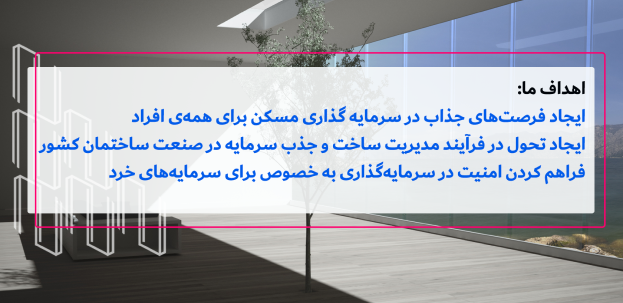 اهداف ما:
ایجاد فرصت‌های جذاب در سرمایه گذاری مسکن برای همه‌ی افراد
ایجاد تحول در فرآیند مدیریت ساخت و جذب سرمایه در صنعت ساختمان کشور
فراهم کردن امنیت در سرمایه‌گذاری به خصوص برای سرمایه‌های خرد